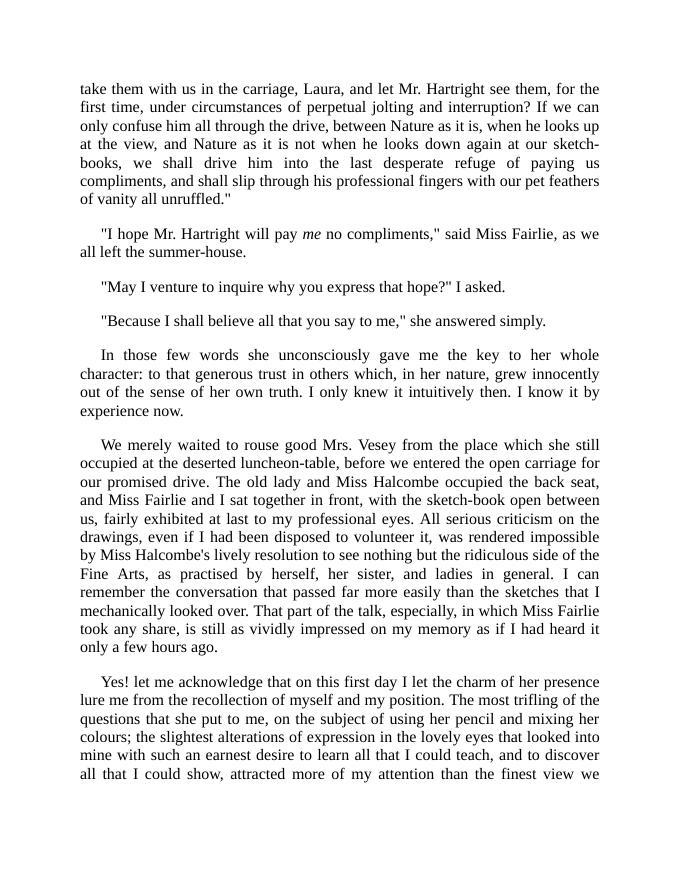 take them with us in the carriage, Laura, and let Mr. Hartright see them, for the
first time, under circumstances of perpetual jolting and interruption? If we can
only confuse him all through the drive, between Nature as it is, when he looks up
at the view, and Nature as it is not when he looks down again at our sketch-
books, we shall drive him into the last desperate refuge of paying us
compliments, and shall slip through his professional fingers with our pet feathers
of vanity all unruffled."
"I hope Mr. Hartright will pay me no compliments," said Miss Fairlie, as we
all left the summer-house.
"May I venture to inquire why you express that hope?" I asked.
"Because I shall believe all that you say to me," she answered simply.
In those few words she unconsciously gave me the key to her whole
character: to that generous trust in others which, in her nature, grew innocently
out of the sense of her own truth. I only knew it intuitively then. I know it by
experience now.
We merely waited to rouse good Mrs. Vesey from the place which she still
occupied at the deserted luncheon-table, before we entered the open carriage for
our promised drive. The old lady and Miss Halcombe occupied the back seat,
and Miss Fairlie and I sat together in front, with the sketch-book open between
us, fairly exhibited at last to my professional eyes. All serious criticism on the
drawings, even if I had been disposed to volunteer it, was rendered impossible
by Miss Halcombe's lively resolution to see nothing but the ridiculous side of the
Fine Arts, as practised by herself, her sister, and ladies in general. I can
remember the conversation that passed far more easily than the sketches that I
mechanically looked over. That part of the talk, especially, in which Miss Fairlie
took any share, is still as vividly impressed on my memory as if I had heard it
only a few hours ago.
Yes! let me acknowledge that on this first day I let the charm of her presence
lure me from the recollection of myself and my position. The most trifling of the
questions that she put to me, on the subject of using her pencil and mixing her
colours; the slightest alterations of expression in the lovely eyes that looked into
mine with such an earnest desire to learn all that I could teach, and to discover
all that I could show, attracted more of my attention than the finest view we